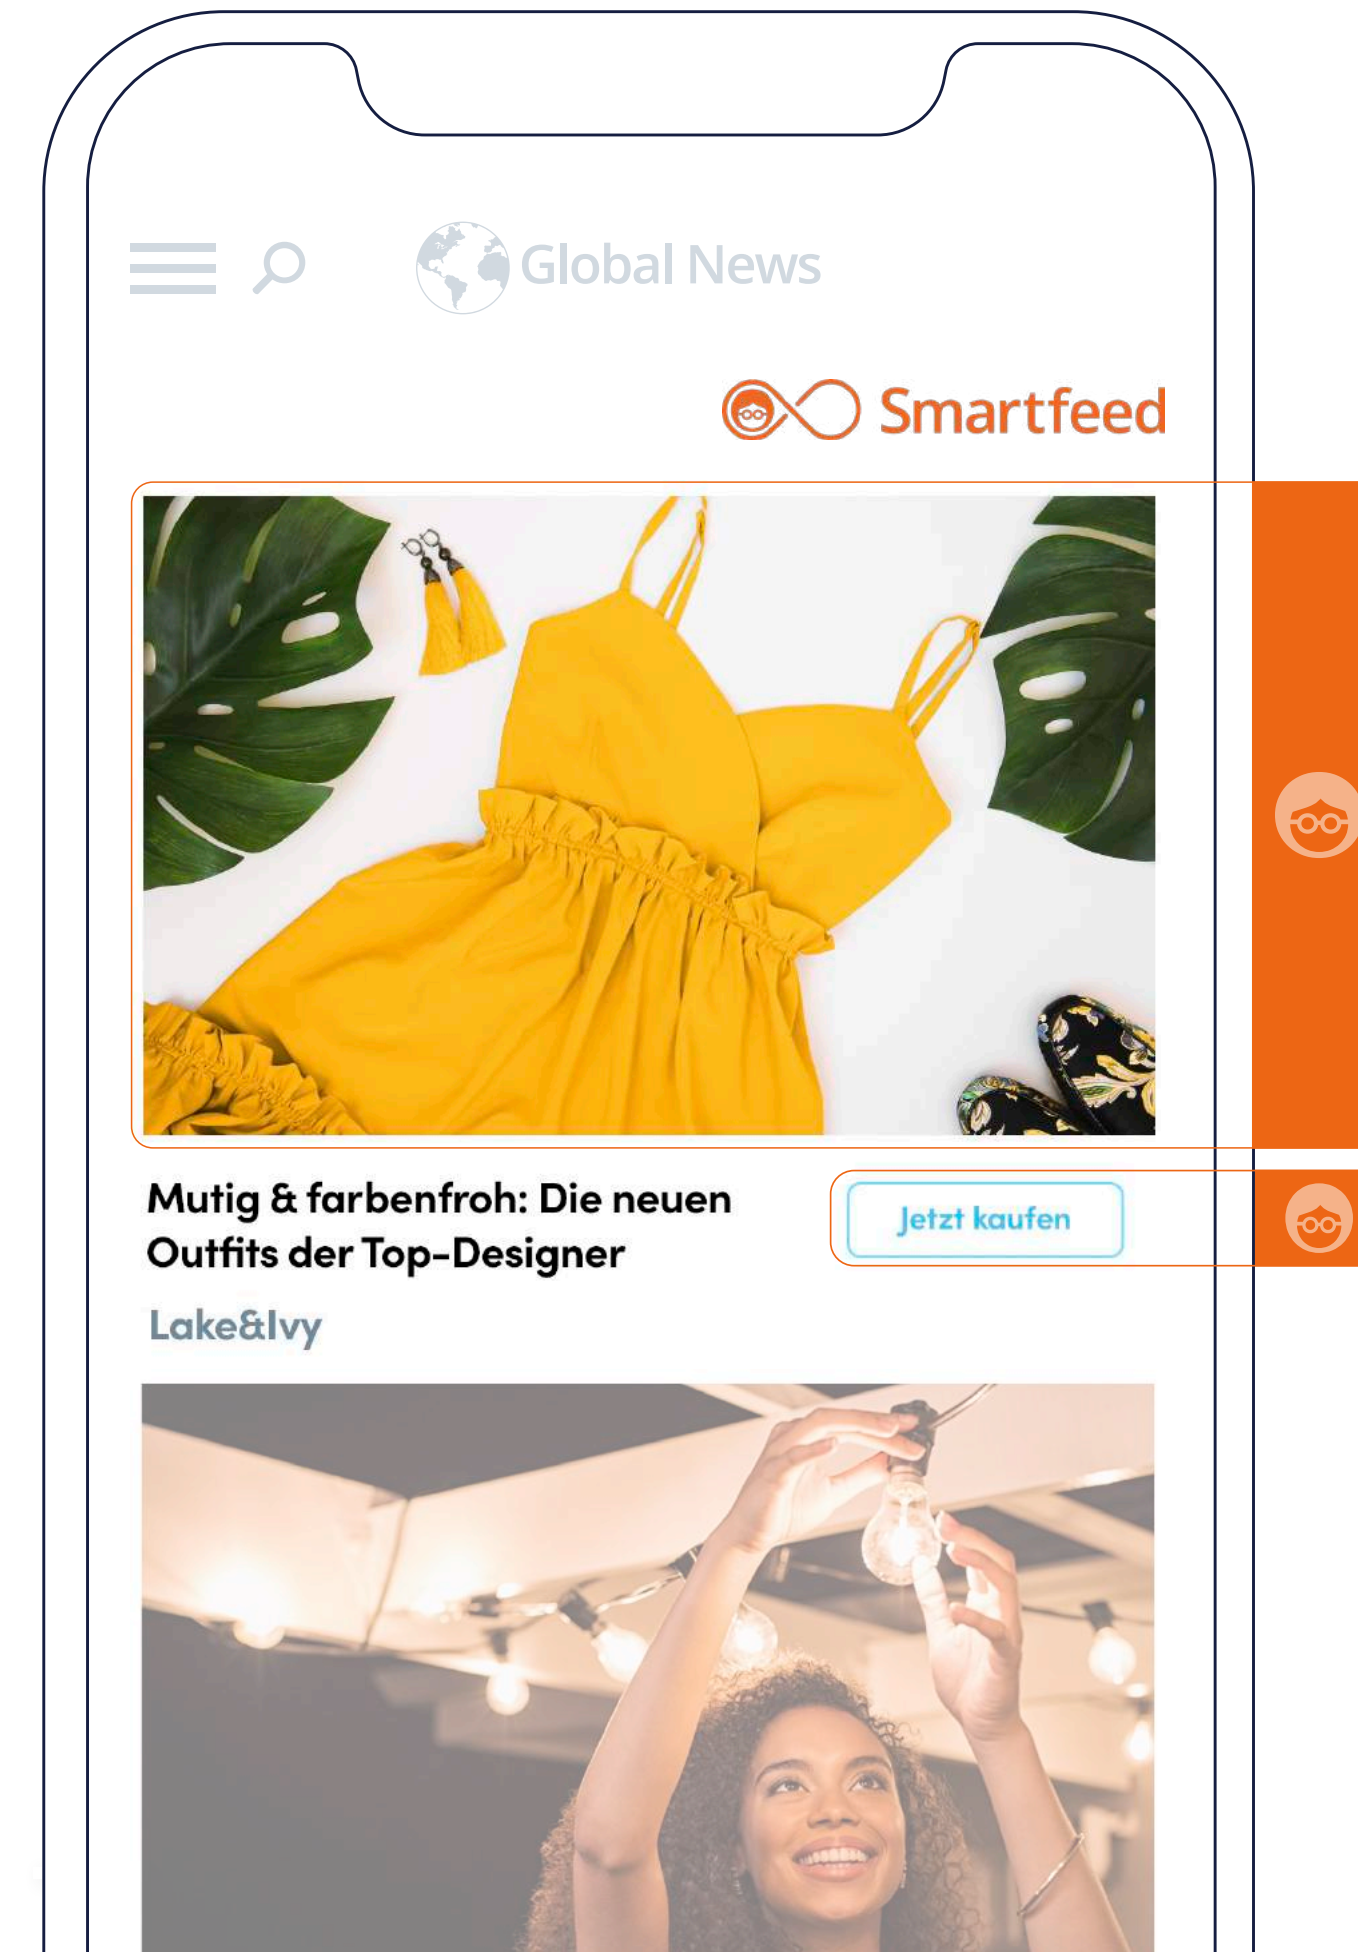 Global News
Smartfeed
Mutig & farbenfroh: Die neuen
Outfits der Top-Designer
Jetzt kaufen
Lake&Ivy